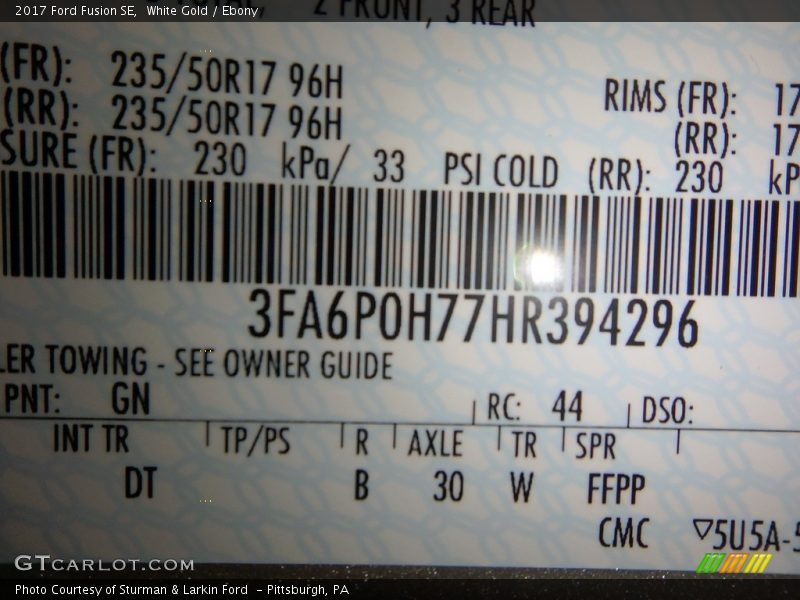 2017 Ford Fusion SE, White Gold / Ebony
2 FRONT, 3 REAR
(FR): 235/50R17 96H RIMS (FR): 17
(RR): 235/50R17 96H (RR): 17
SURE (FR): 230 kPa/ 33 PSI COLD (RR): 230 kP
3FA6P0H77HR394296
LER TOWING - SEE OWNER GUIDE
PNT: GN RC: 44 DSO:
INT TR TP/PS R AXLE TR SPR
DT B 30 W FFPP
CMC ▽5U5A-5
GTCARLOT.COM
Photo Courtesy of Sturman & Larkin Ford - Pittsburgh, PA